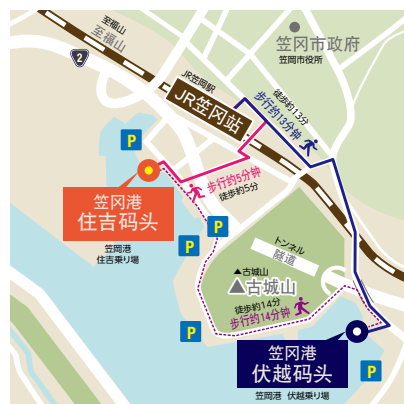 至福山
至福山
2
笠冈市政府
笠岡市役所
JR笠岡駅
JR笠冈站
徒歩約13分
步行约13分钟
P
步行约5分钟
徒歩約5分
笠冈港
住吉码头
笠岡港
住吉乗り場
P
P
トンネル
隧道
▲古城山
▲古城山
徒歩約14分
步行约14分钟
P
笠冈港
伏越码头
P
笠岡港 伏越乗り場